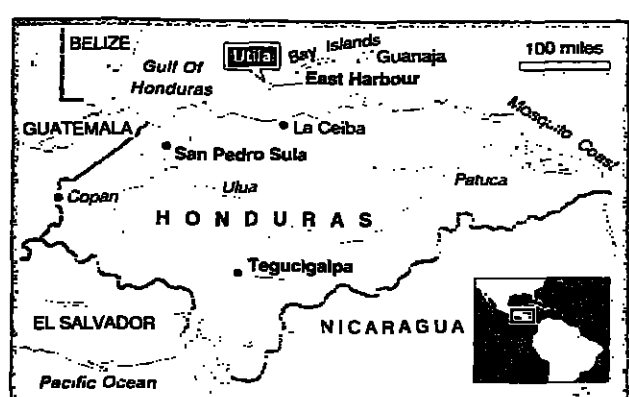 BELIZE
Utila
Bay Islands
Guanaja
100 miles
Gulf Of
Honduras
East Harbour
Mosquito Coast
GUATEMALA
La Ceiba
San Pedro Sula
Copan
Ulua
Patuca
HONDURAS
Tegucigalpa
EL SALVADOR
NICARAGUA
Pacific Ocean